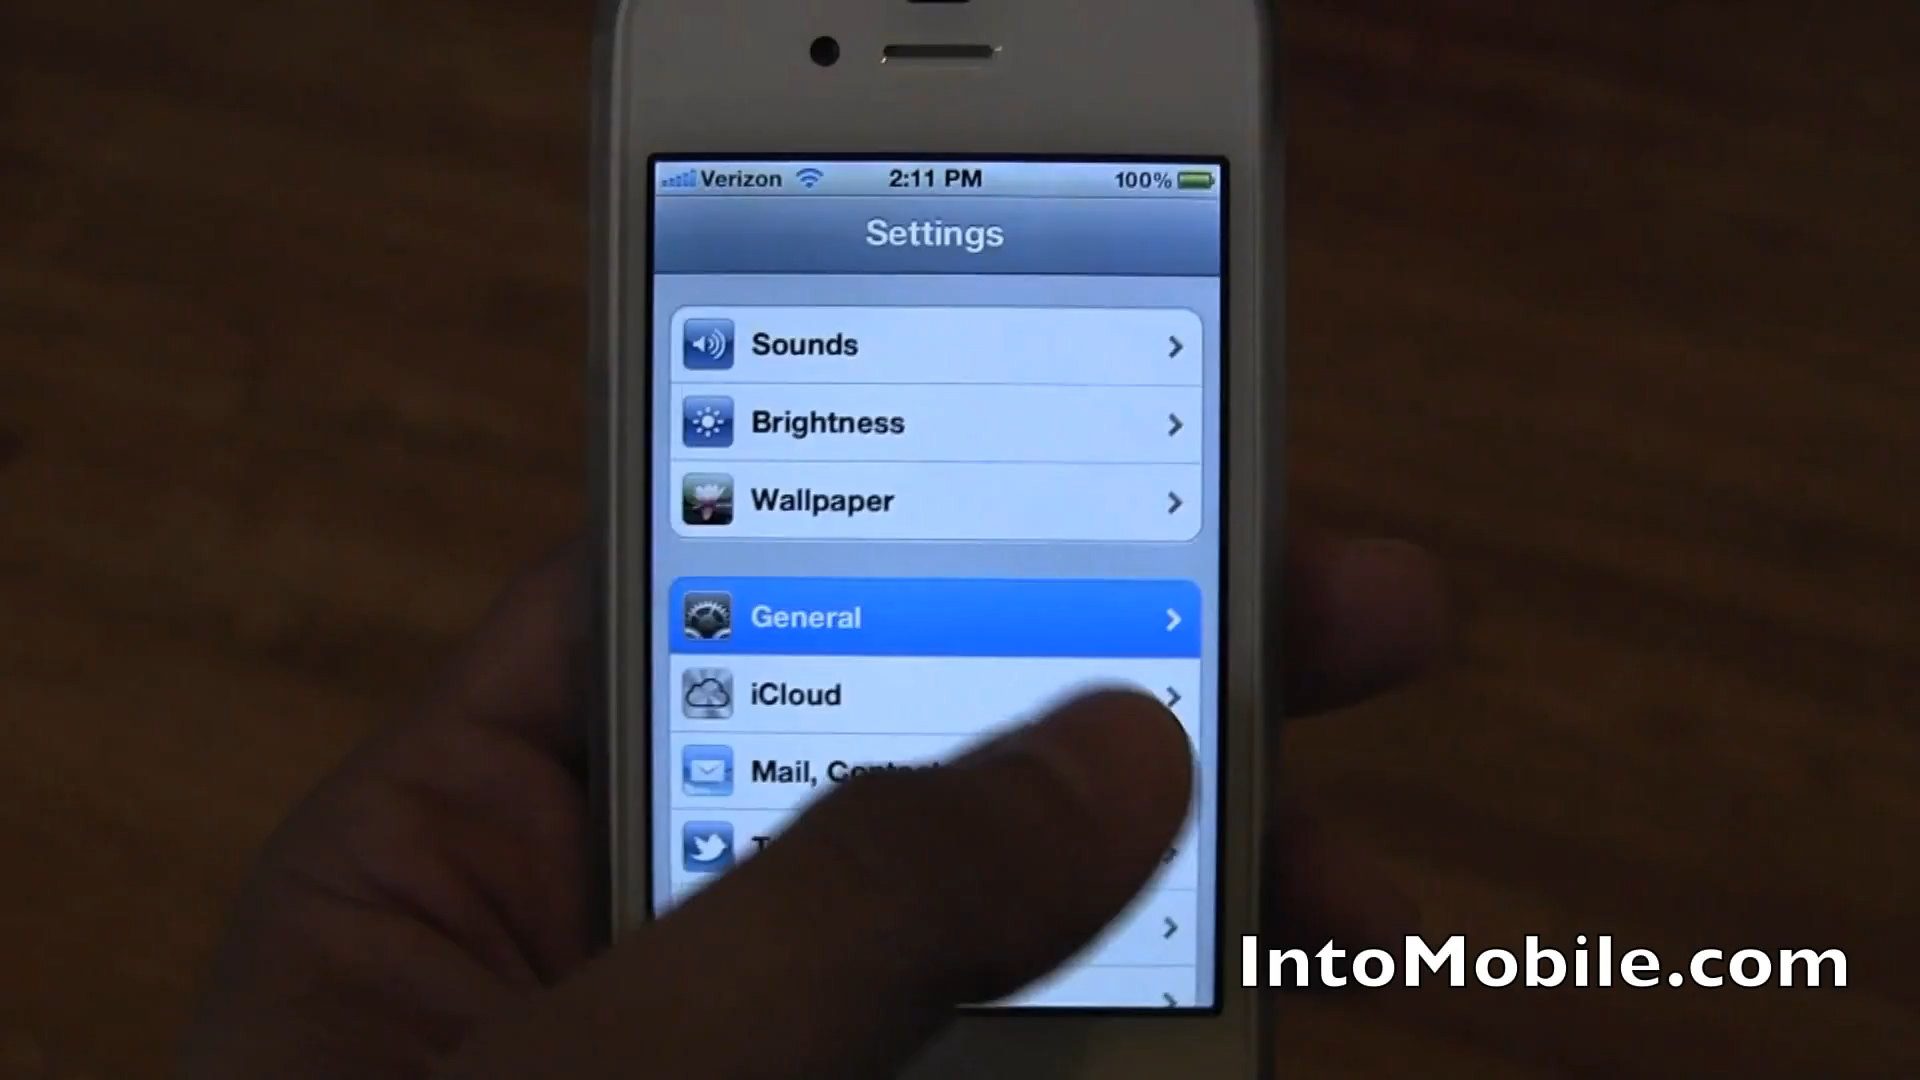 Verizon 2:11 PM 100%
Settings
Sounds
Brightness
Wallpaper
General
iCloud
Mail,
IntoMobile.com